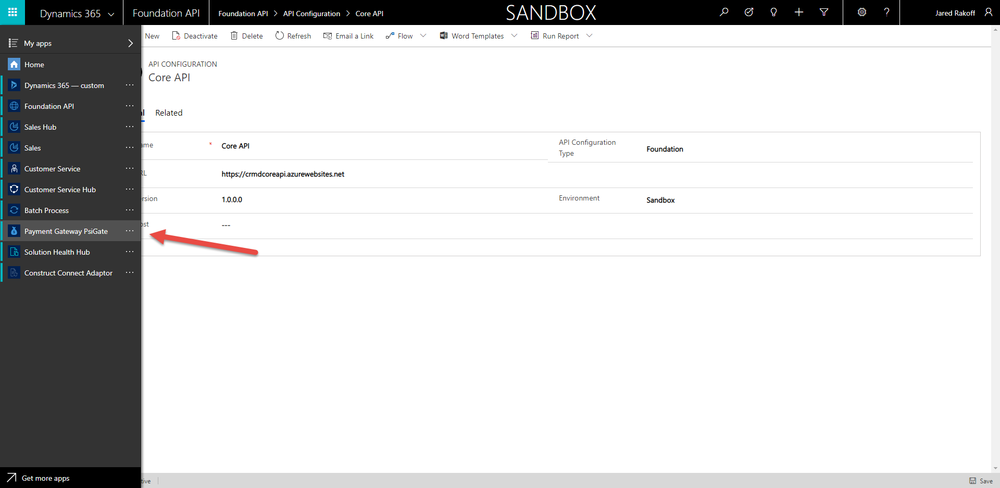 Dynamics 365
Foundation API
Foundation API > API Configuration > Core API
SANDBOX
?
Jared Rakoff
My apps
Home
Dynamics 365 — custom ...
Foundation API ...
Sales Hub ...
Sales ...
Customer Service ...
Customer Service Hub ...
Batch Process ...
Payment Gateway PsiGate ...
Solution Health Hub ...
Construct Connect Adaptor ...
Get more apps
New
Deactivate
Delete
Refresh
Email a Link
Flow
Word Templates
Run Report
API CONFIGURATION
Core API
al
Related
ame
*
Core API
API Configuration
Type
Foundation
RL
https://crmdcoreapi.azurewebsites.net
rsion
1.0.0.0
Environment
Sandbox
ost
---
tive
Save